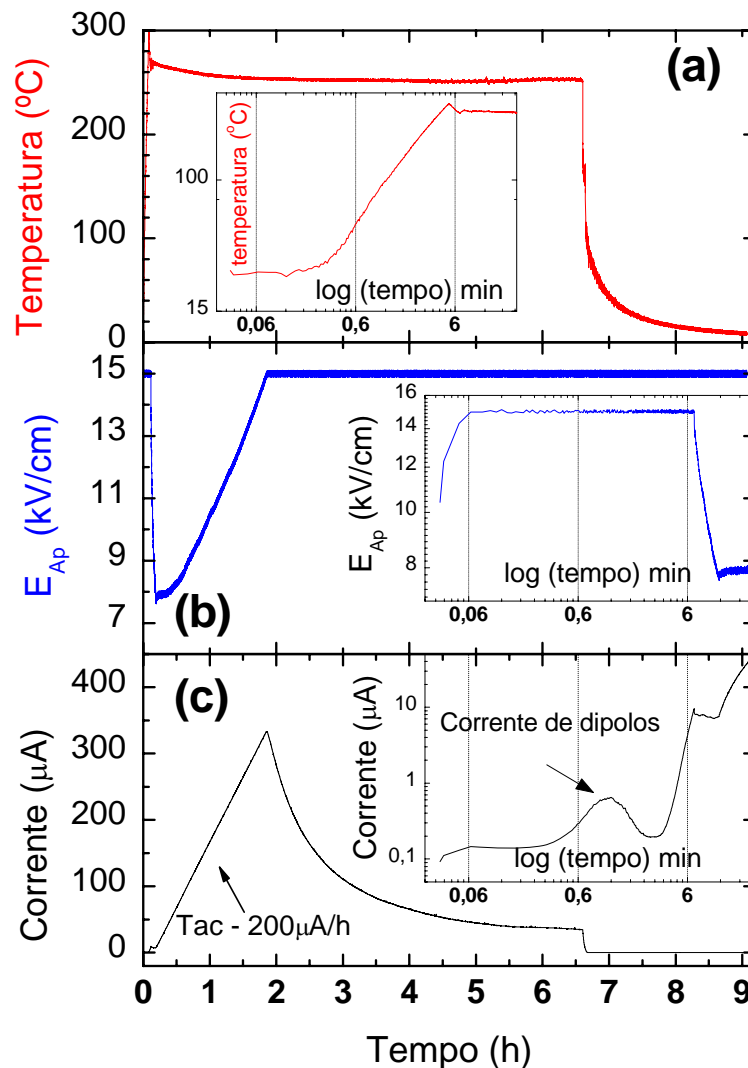 300
250
200
150
100
50
0
Temperatura (ºC)
(a)
temperatura (°C)
100
15
0,06
0,6
6
log (tempo) min
15
13
11
9
7
E_Ap (kV/cm)
(b)
16
14
12
10
8
E_Ap (kV/cm)
log (tempo) min
0,06
0,6
6
400
300
200
100
0
Corrente (µA)
(c)
Tac - 200µA/h
10
1
0,1
Corrente (µA)
Corrente de dipolos
log (tempo) min
0,06
0,6
6
0 1 2 3 4 5 6 7 8 9
Tempo (h)